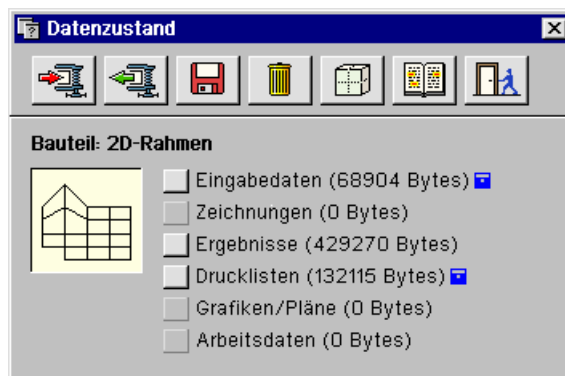 Datenzustand
Bauteil: 2D-Rahmen
Eingabedaten (68904 Bytes)
Zeichnungen (0 Bytes)
Ergebnisse (429270 Bytes)
Drucklisten (132115 Bytes)
Grafiken/Pläne (0 Bytes)
Arbeitsdaten (0 Bytes)